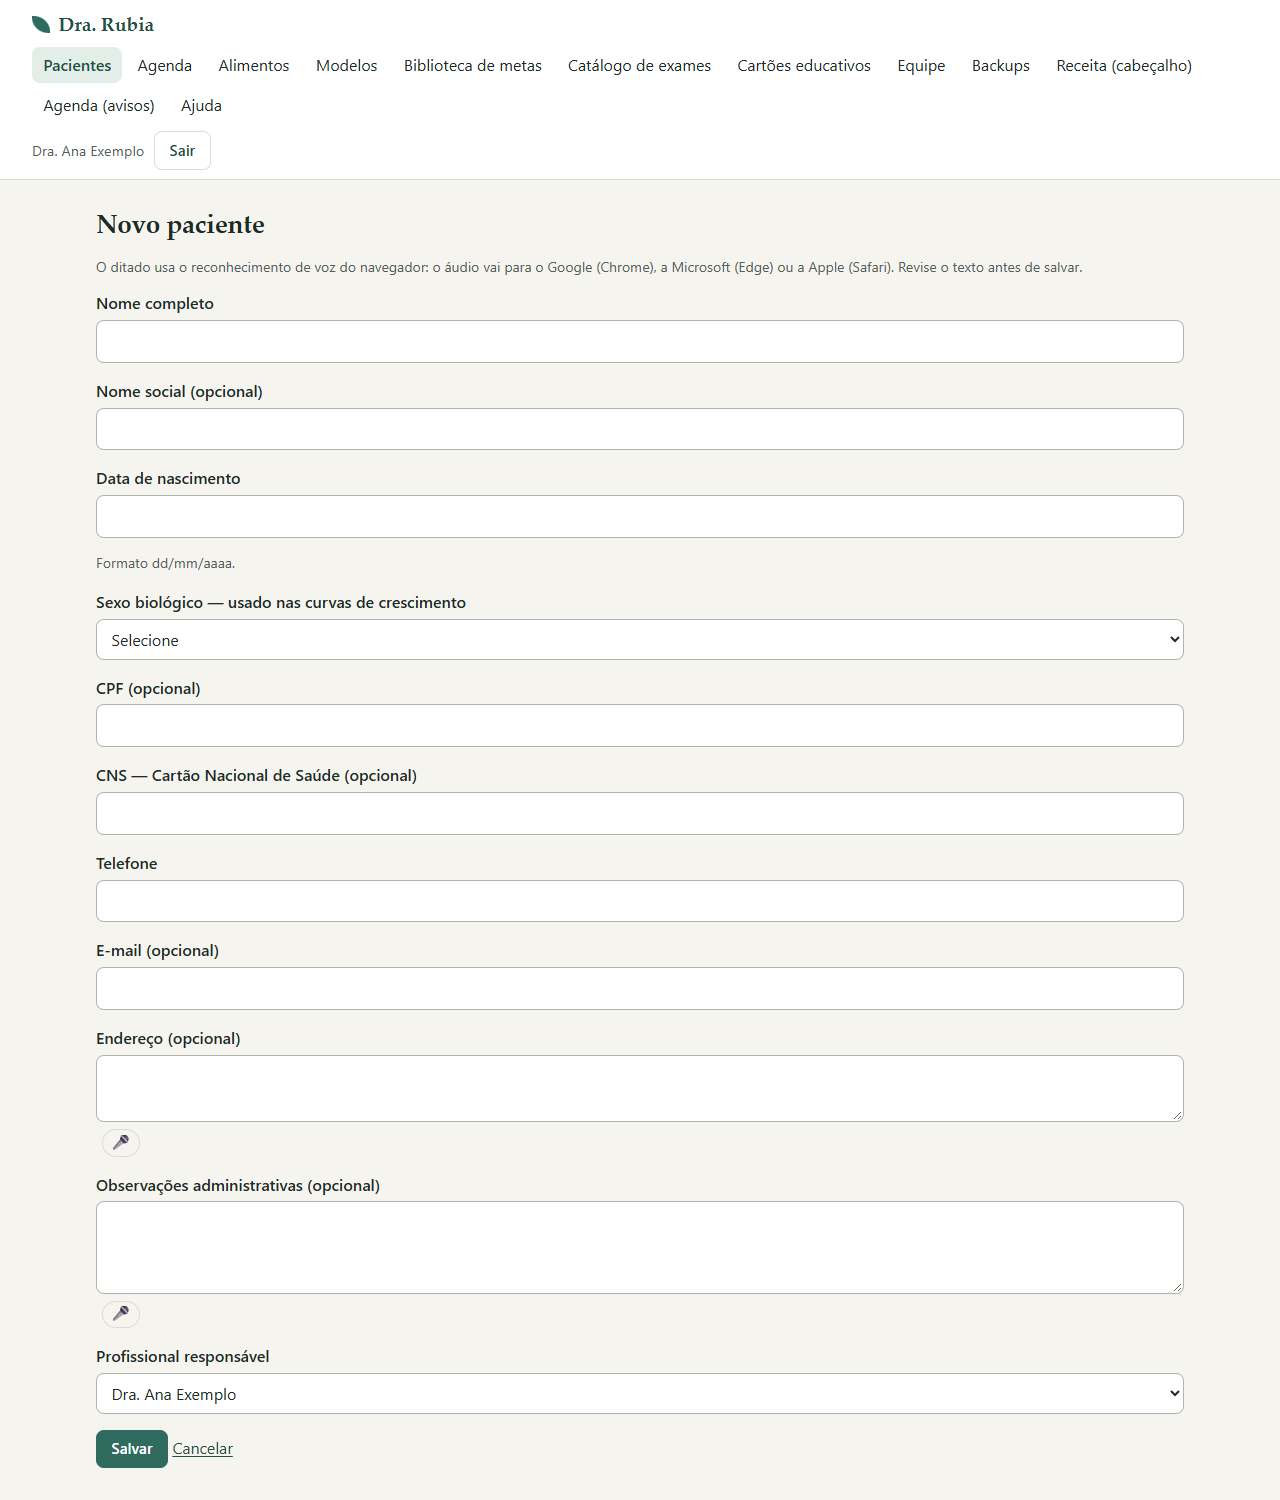 Dra. Rubia
Pacientes Agenda Alimentos Modelos Biblioteca de metas Catálogo de exames Cartões educativos Equipe Backups Receita (cabeçalho)
Agenda (avisos) Ajuda
Dra. Ana Exemplo Sair
Novo paciente
O ditado usa o reconhecimento de voz do navegador: o áudio vai para o Google (Chrome), a Microsoft (Edge) ou a Apple (Safari). Revise o texto antes de salvar.
Nome completo
Nome social (opcional)
Data de nascimento
Formato dd/mm/aaaa.
Sexo biológico — usado nas curvas de crescimento
Selecione
CPF (opcional)
CNS — Cartão Nacional de Saúde (opcional)
Telefone
E-mail (opcional)
Endereço (opcional)
Observações administrativas (opcional)
Profissional responsável
Dra. Ana Exemplo
Salvar Cancelar